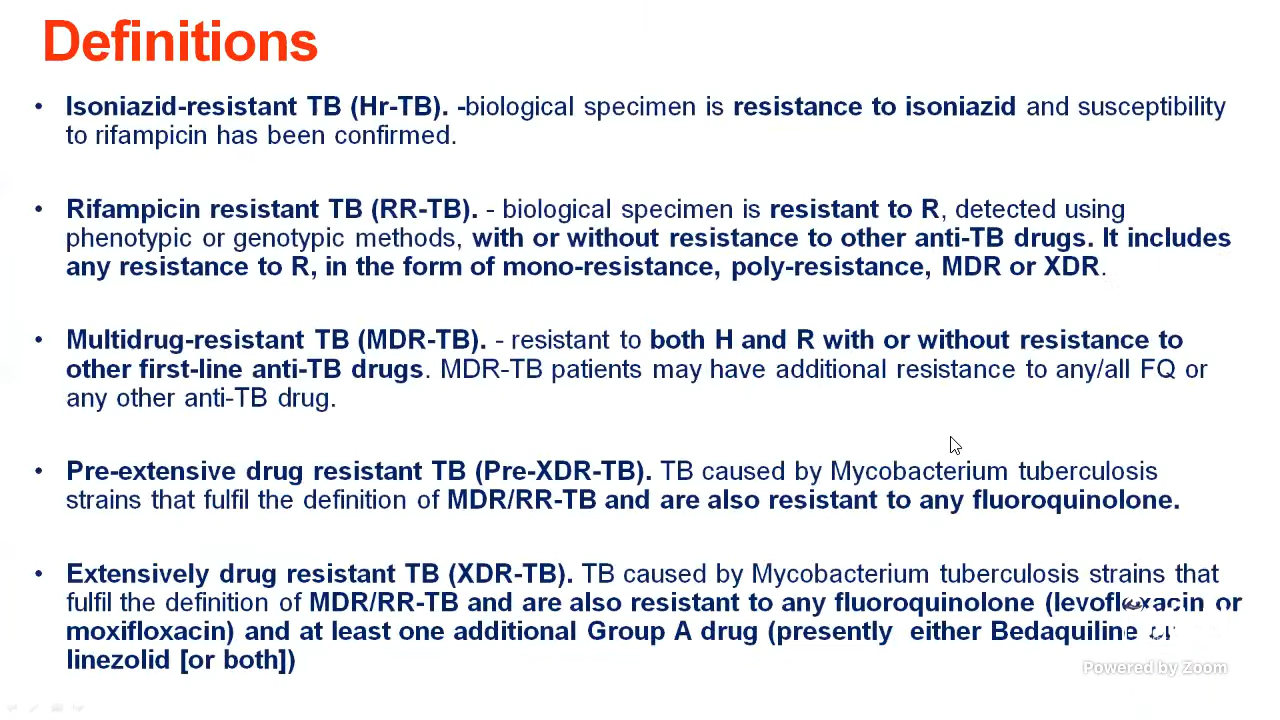 Definitions
• Isoniazid-resistant TB (Hr-TB). -biological specimen is resistance to isoniazid and susceptibility
to rifampicin has been confirmed.
• Rifampicin resistant TB (RR-TB). - biological specimen is resistant to R, detected using
phenotypic or genotypic methods, with or without resistance to other anti-TB drugs. It includes
any resistance to R, in the form of mono-resistance, poly-resistance, MDR or XDR.
• Multidrug-resistant TB (MDR-TB). - resistant to both H and R with or without resistance to
other first-line anti-TB drugs. MDR-TB patients may have additional resistance to any/all FQ or
any other anti-TB drug.
• Pre-extensive drug resistant TB (Pre-XDR-TB). TB caused by Mycobacterium tuberculosis
strains that fulfil the definition of MDR/RR-TB and are also resistant to any fluoroquinolone.
• Extensively drug resistant TB (XDR-TB). TB caused by Mycobacterium tuberculosis strains that
fulfil the definition of MDR/RR-TB and are also resistant to any fluoroquinolone (levofloxacin or
moxifloxacin) and at least one additional Group A drug (presently either Bedaquiline or
linezolid [or both])
Powered by Zoom